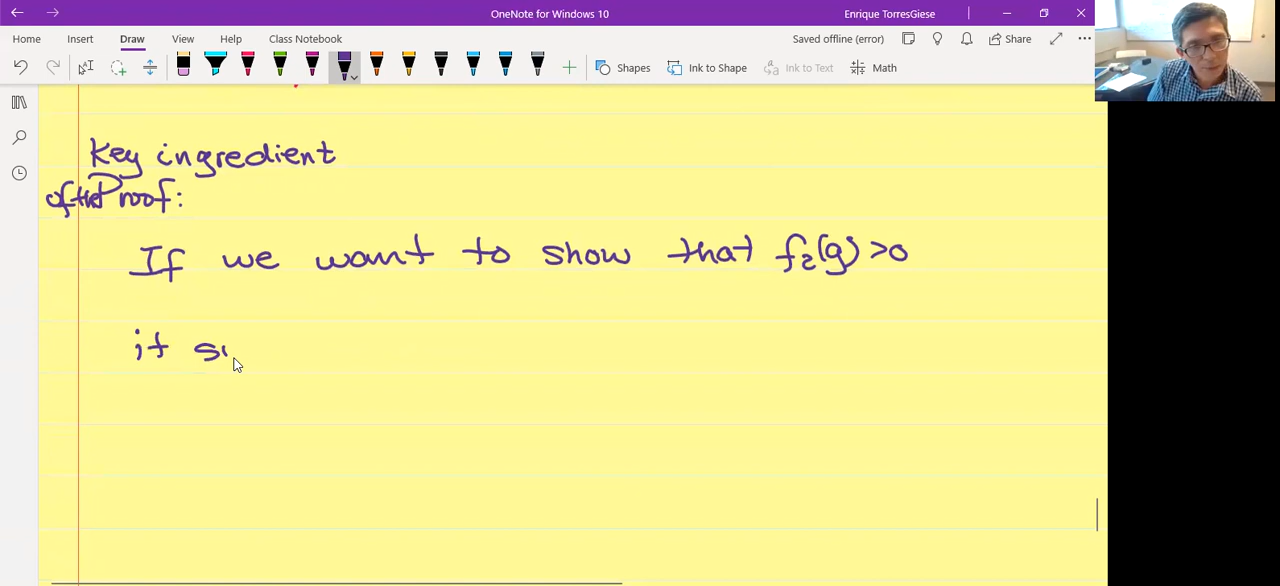 OneNote for Windows 10
Enrique TorresGiese
Home Insert Draw View Help Class Notebook
Saved offline (error) Share
Shapes Ink to Shape Ink to Text Math
Key ingredient
of the Proof:
If we want to show that f₂(g) >0
it su